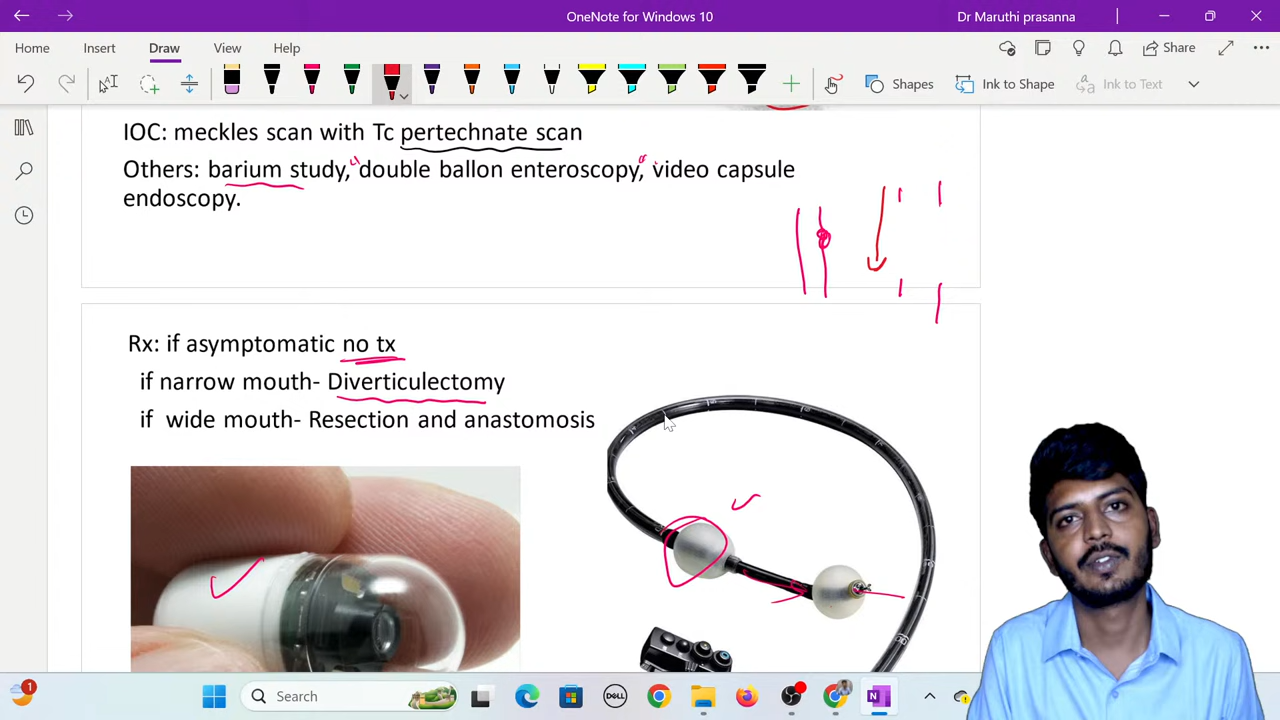 OneNote for Windows 10
Dr Maruthi prasanna
Home Insert Draw View Help
Share
Shapes
Ink to Shape
Ink to Text
IOC: meckles scan with Tc pertechnate scan
Others: barium study, double ballon enteroscopy, video capsule
endoscopy.
Rx: if asymptomatic no tx
if narrow mouth- Diverticulectomy
if wide mouth- Resection and anastomosis
1
Search
DELL